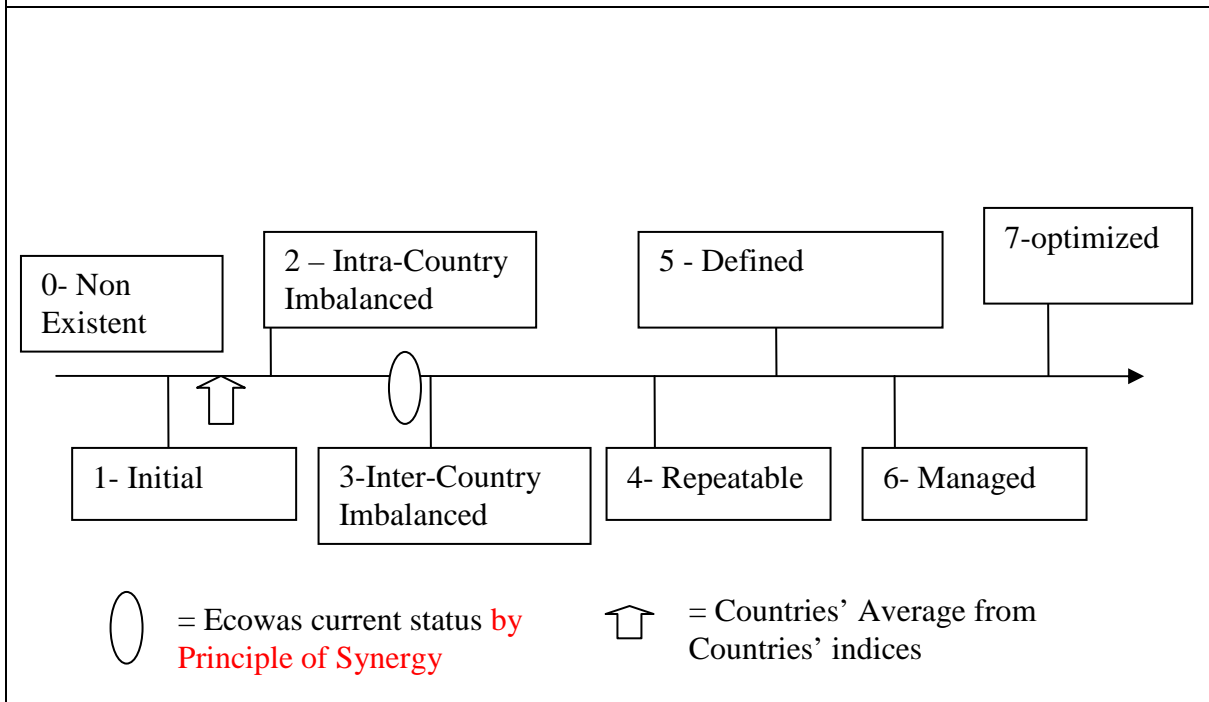 0- Non
Existent
2 – Intra-Country
Imbalanced
5 - Defined
7-optimized
1- Initial
3-Inter-Country
Imbalanced
4- Repeatable
6- Managed
= Ecowas current status by
Principle of Synergy
= Countries’ Average from
Countries’ indices